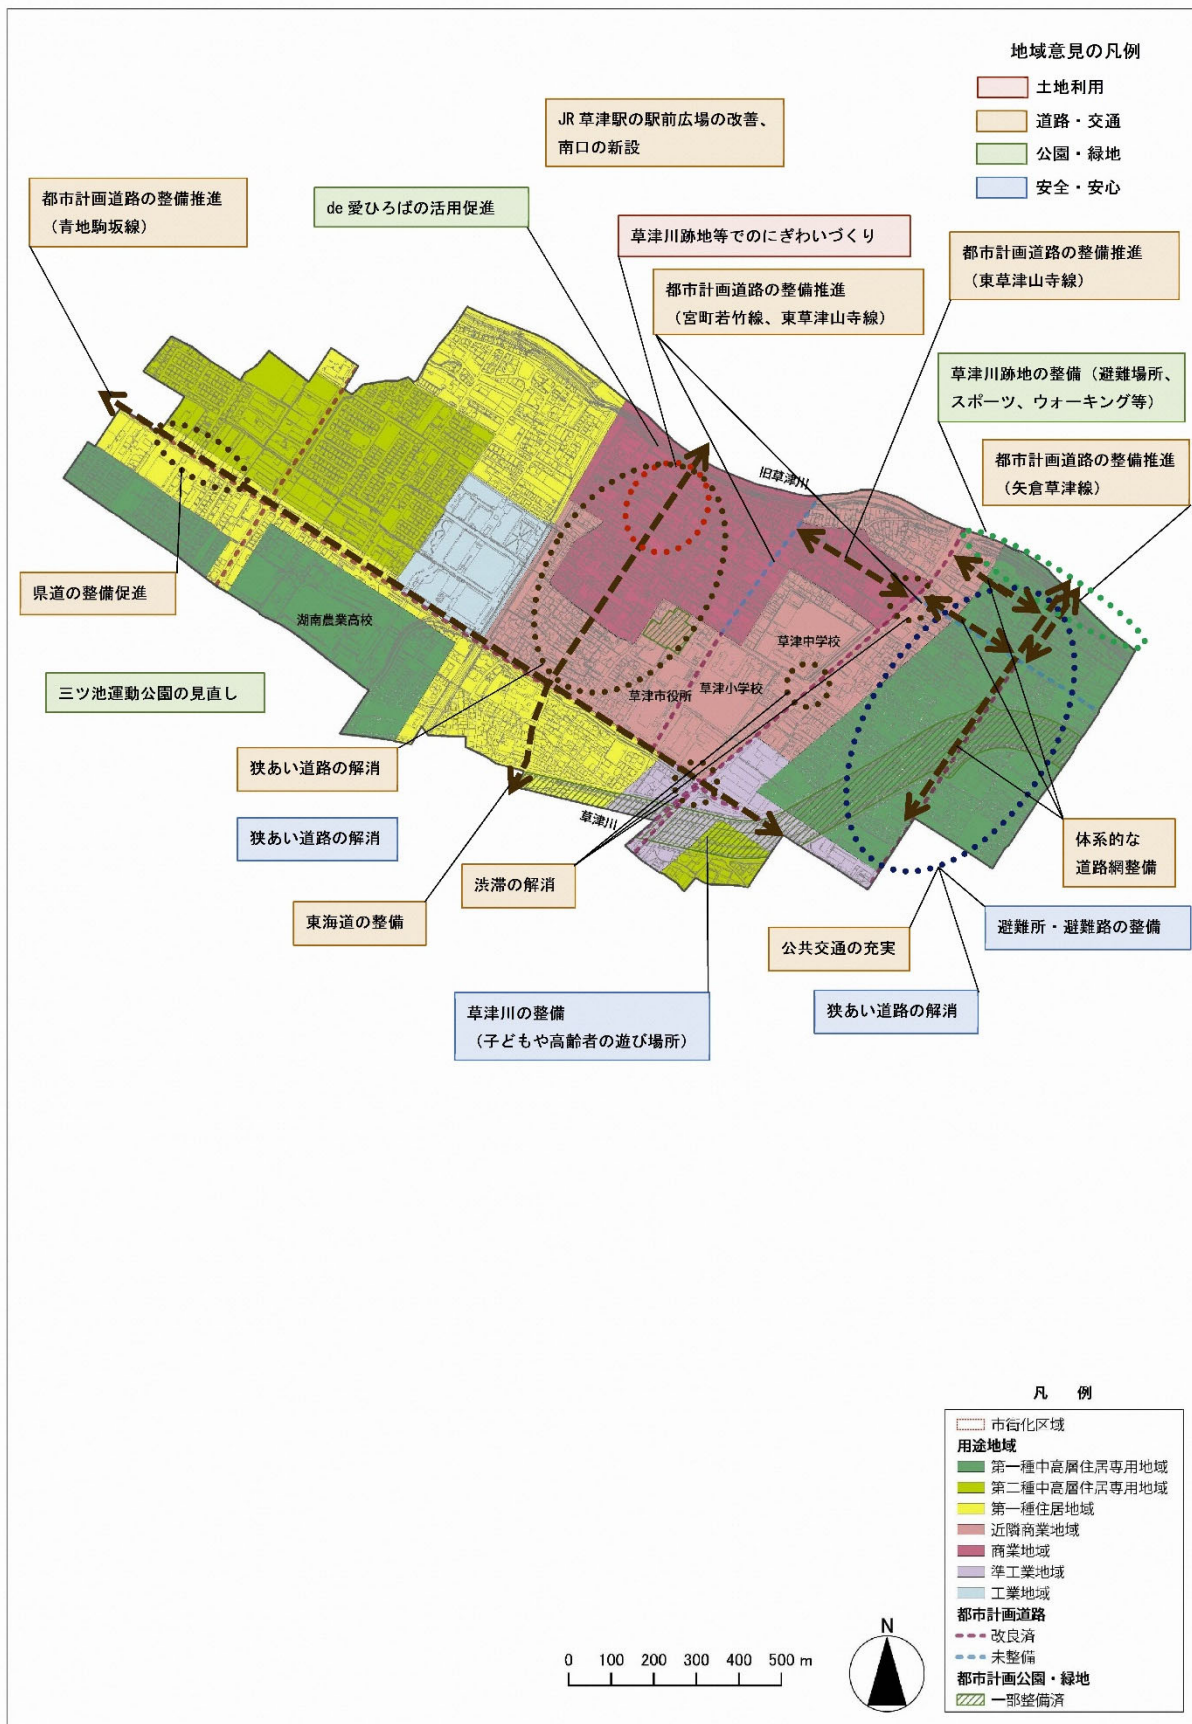 地域意見の凡例
土地利用
道路・交通
公園・緑地
安全・安心
JR草津駅の駅前広場の改善、
南口の新設
都市計画道路の整備推進
（青地駒坂線）
de愛ひろばの活用促進
草津川跡地等でのにぎわいづくり
都市計画道路の整備推進
（東草津山寺線）
都市計画道路の整備推進
（宮町若竹線、東草津山寺線）
草津川跡地の整備（避難場所、
スポーツ、ウォーキング等）
都市計画道路の整備推進
（矢倉草津線）
旧草津川
県道の整備促進
湖南農業高校
草津中学校
草津市役所
草津小学校
三ツ池運動公園の見直し
狭あい道路の解消
狭あい道路の解消
草津川
渋滞の解消
体系的な
道路網整備
東海道の整備
公共交通の充実
避難所・避難路の整備
草津川の整備
（子どもや高齢者の遊び場所）
狭あい道路の解消
凡　例
市街化区域
用途地域
第一種中高層住居専用地域
第二種中高層住居専用地域
第一種住居地域
近隣商業地域
商業地域
準工業地域
工業地域
都市計画道路
改良済
未整備
都市計画公園・緑地
一部整備済
N
0 100 200 300 400 500 m